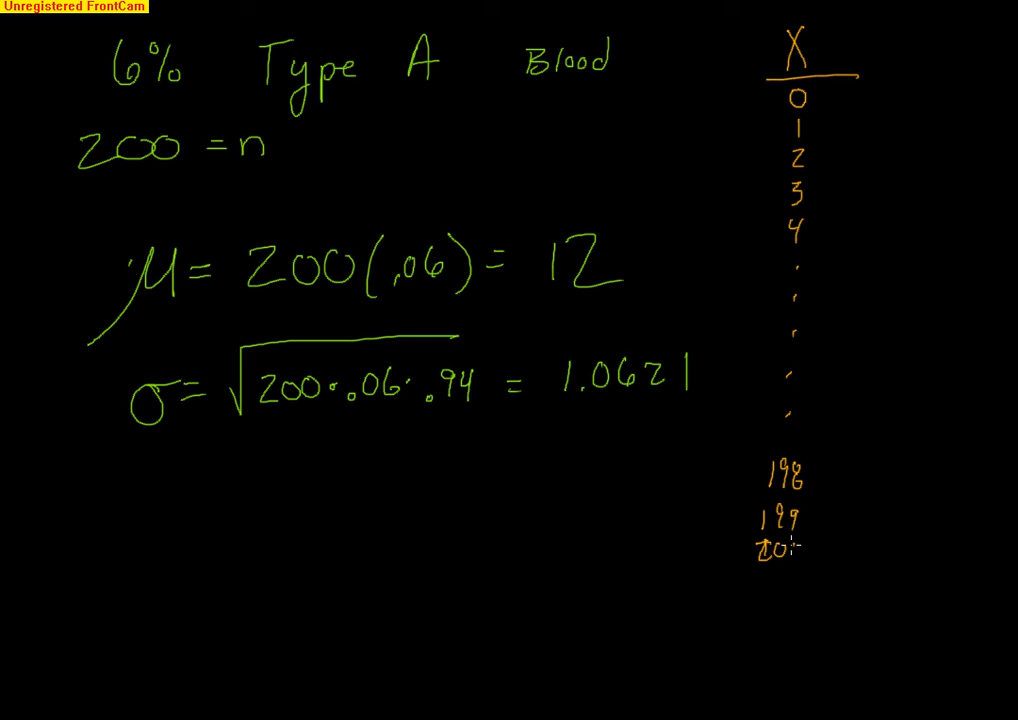 Unregistered FrontCam
6% Type A Blood
200 = n
μ = 200(.06) = 12
σ = √200·.06·.94 = 1.0621
X
0
1
2
3
4
.
.
.
.
.
198
199